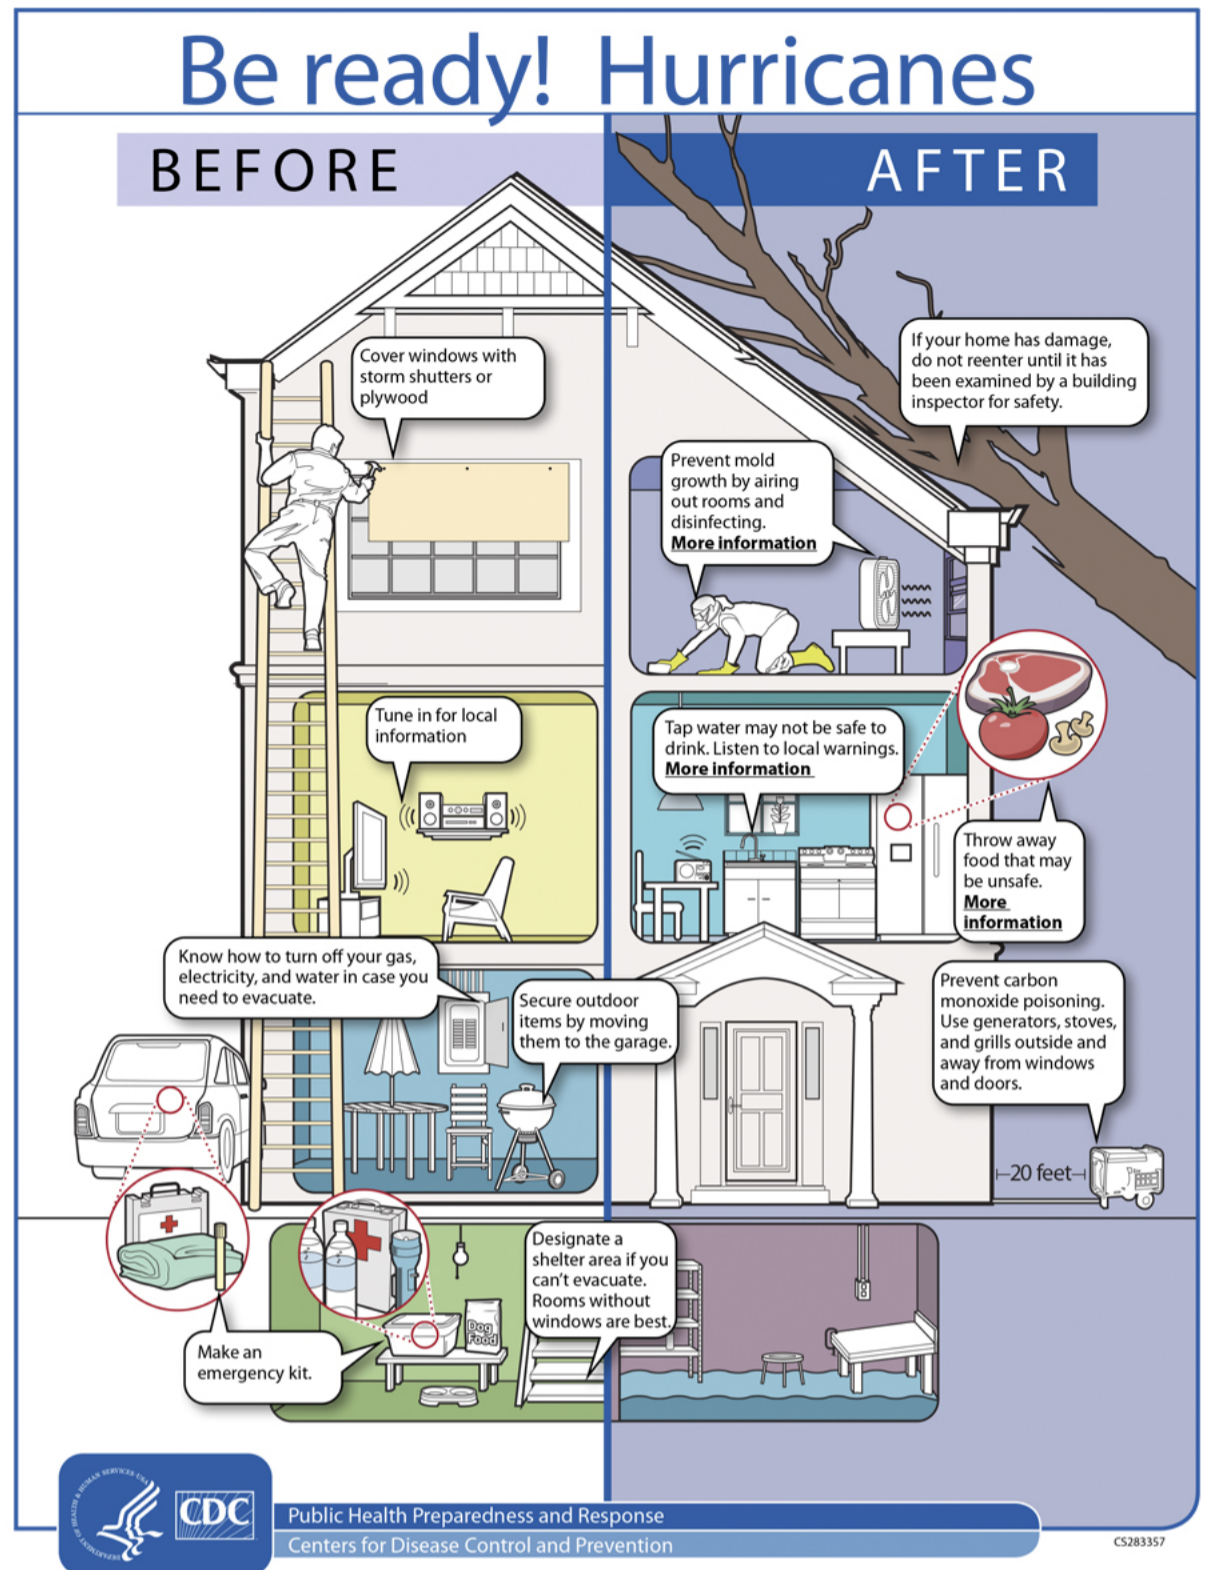 Be ready! Hurricanes
BEFORE
AFTER
Cover windows with
storm shutters or
plywood
If your home has damage,
do not reenter until it has
been examined by a building
inspector for safety.
Prevent mold
growth by airing
out rooms and
disinfecting.
More information
Tune in for local
information
Tap water may not be safe to
drink. Listen to local warnings.
More information
Throw away
food that may
be unsafe.
More
information
Know how to turn off your gas,
electricity, and water in case you
need to evacuate.
Secure outdoor
items by moving
them to the garage.
Prevent carbon
monoxide poisoning.
Use generators, stoves,
and grills outside and
away from windows
and doors.
20 feet
Designate a
shelter area if you
can't evacuate.
Rooms without
windows are best.
Dog
Food
Make an
emergency kit.
DEPARTMENT OF HEALTH & HUMAN SERVICES·USA
CDC
Public Health Preparedness and Response
Centers for Disease Control and Prevention
CS283357